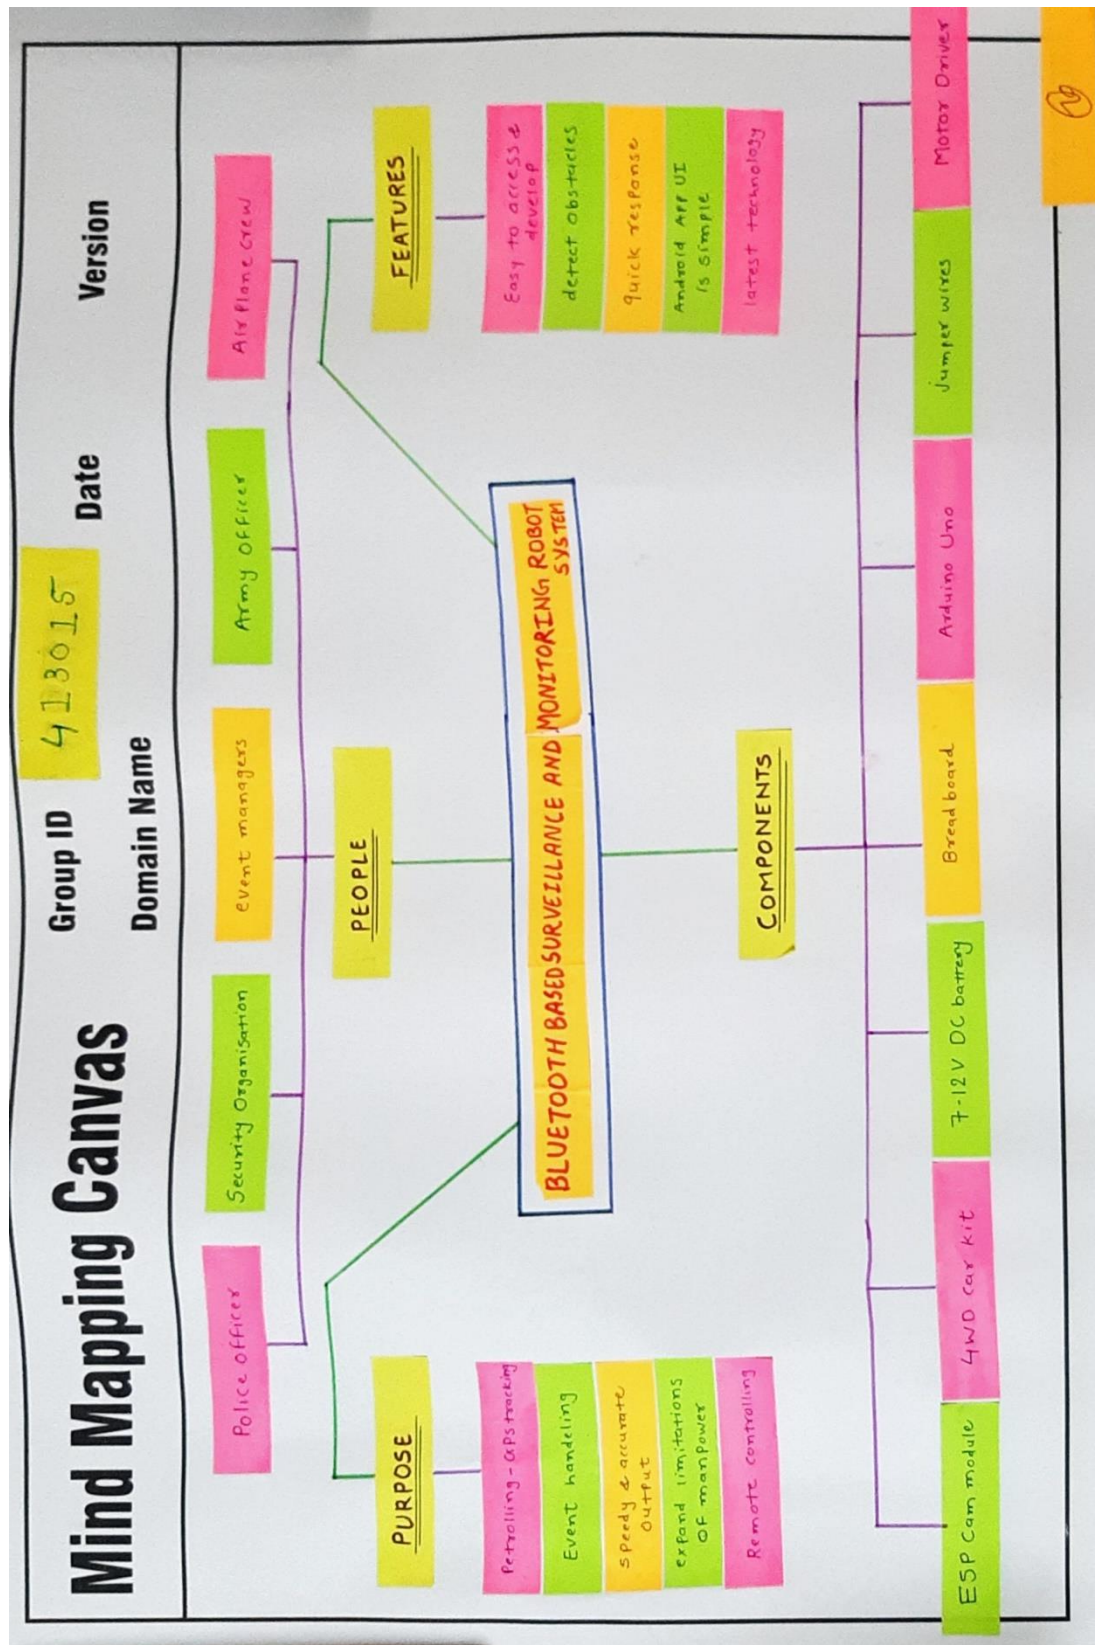 Mind Mapping Canvas
Group ID
413015
Date
Version
Domain Name
Police officer
Security Organisation
event managers
Army Officer
Airplane crew
PEOPLE
PURPOSE
Petrolling-GPS tracking
Event handeling
speedy & accurate
output
expand limitations
of manpower
Remote controlling
FEATURES
Easy to access &
develop
detect obstacles
quick response
Android App UI
is simple
latest technology
BLUETOOTH BASED SURVEILLANCE AND MONITORING ROBOT
SYSTEM
COMPONENTS
ESP Cam module
4WD car kit
7-12V DC battery
Breadboard
Arduino Uno
Jumper wires
Motor Driver